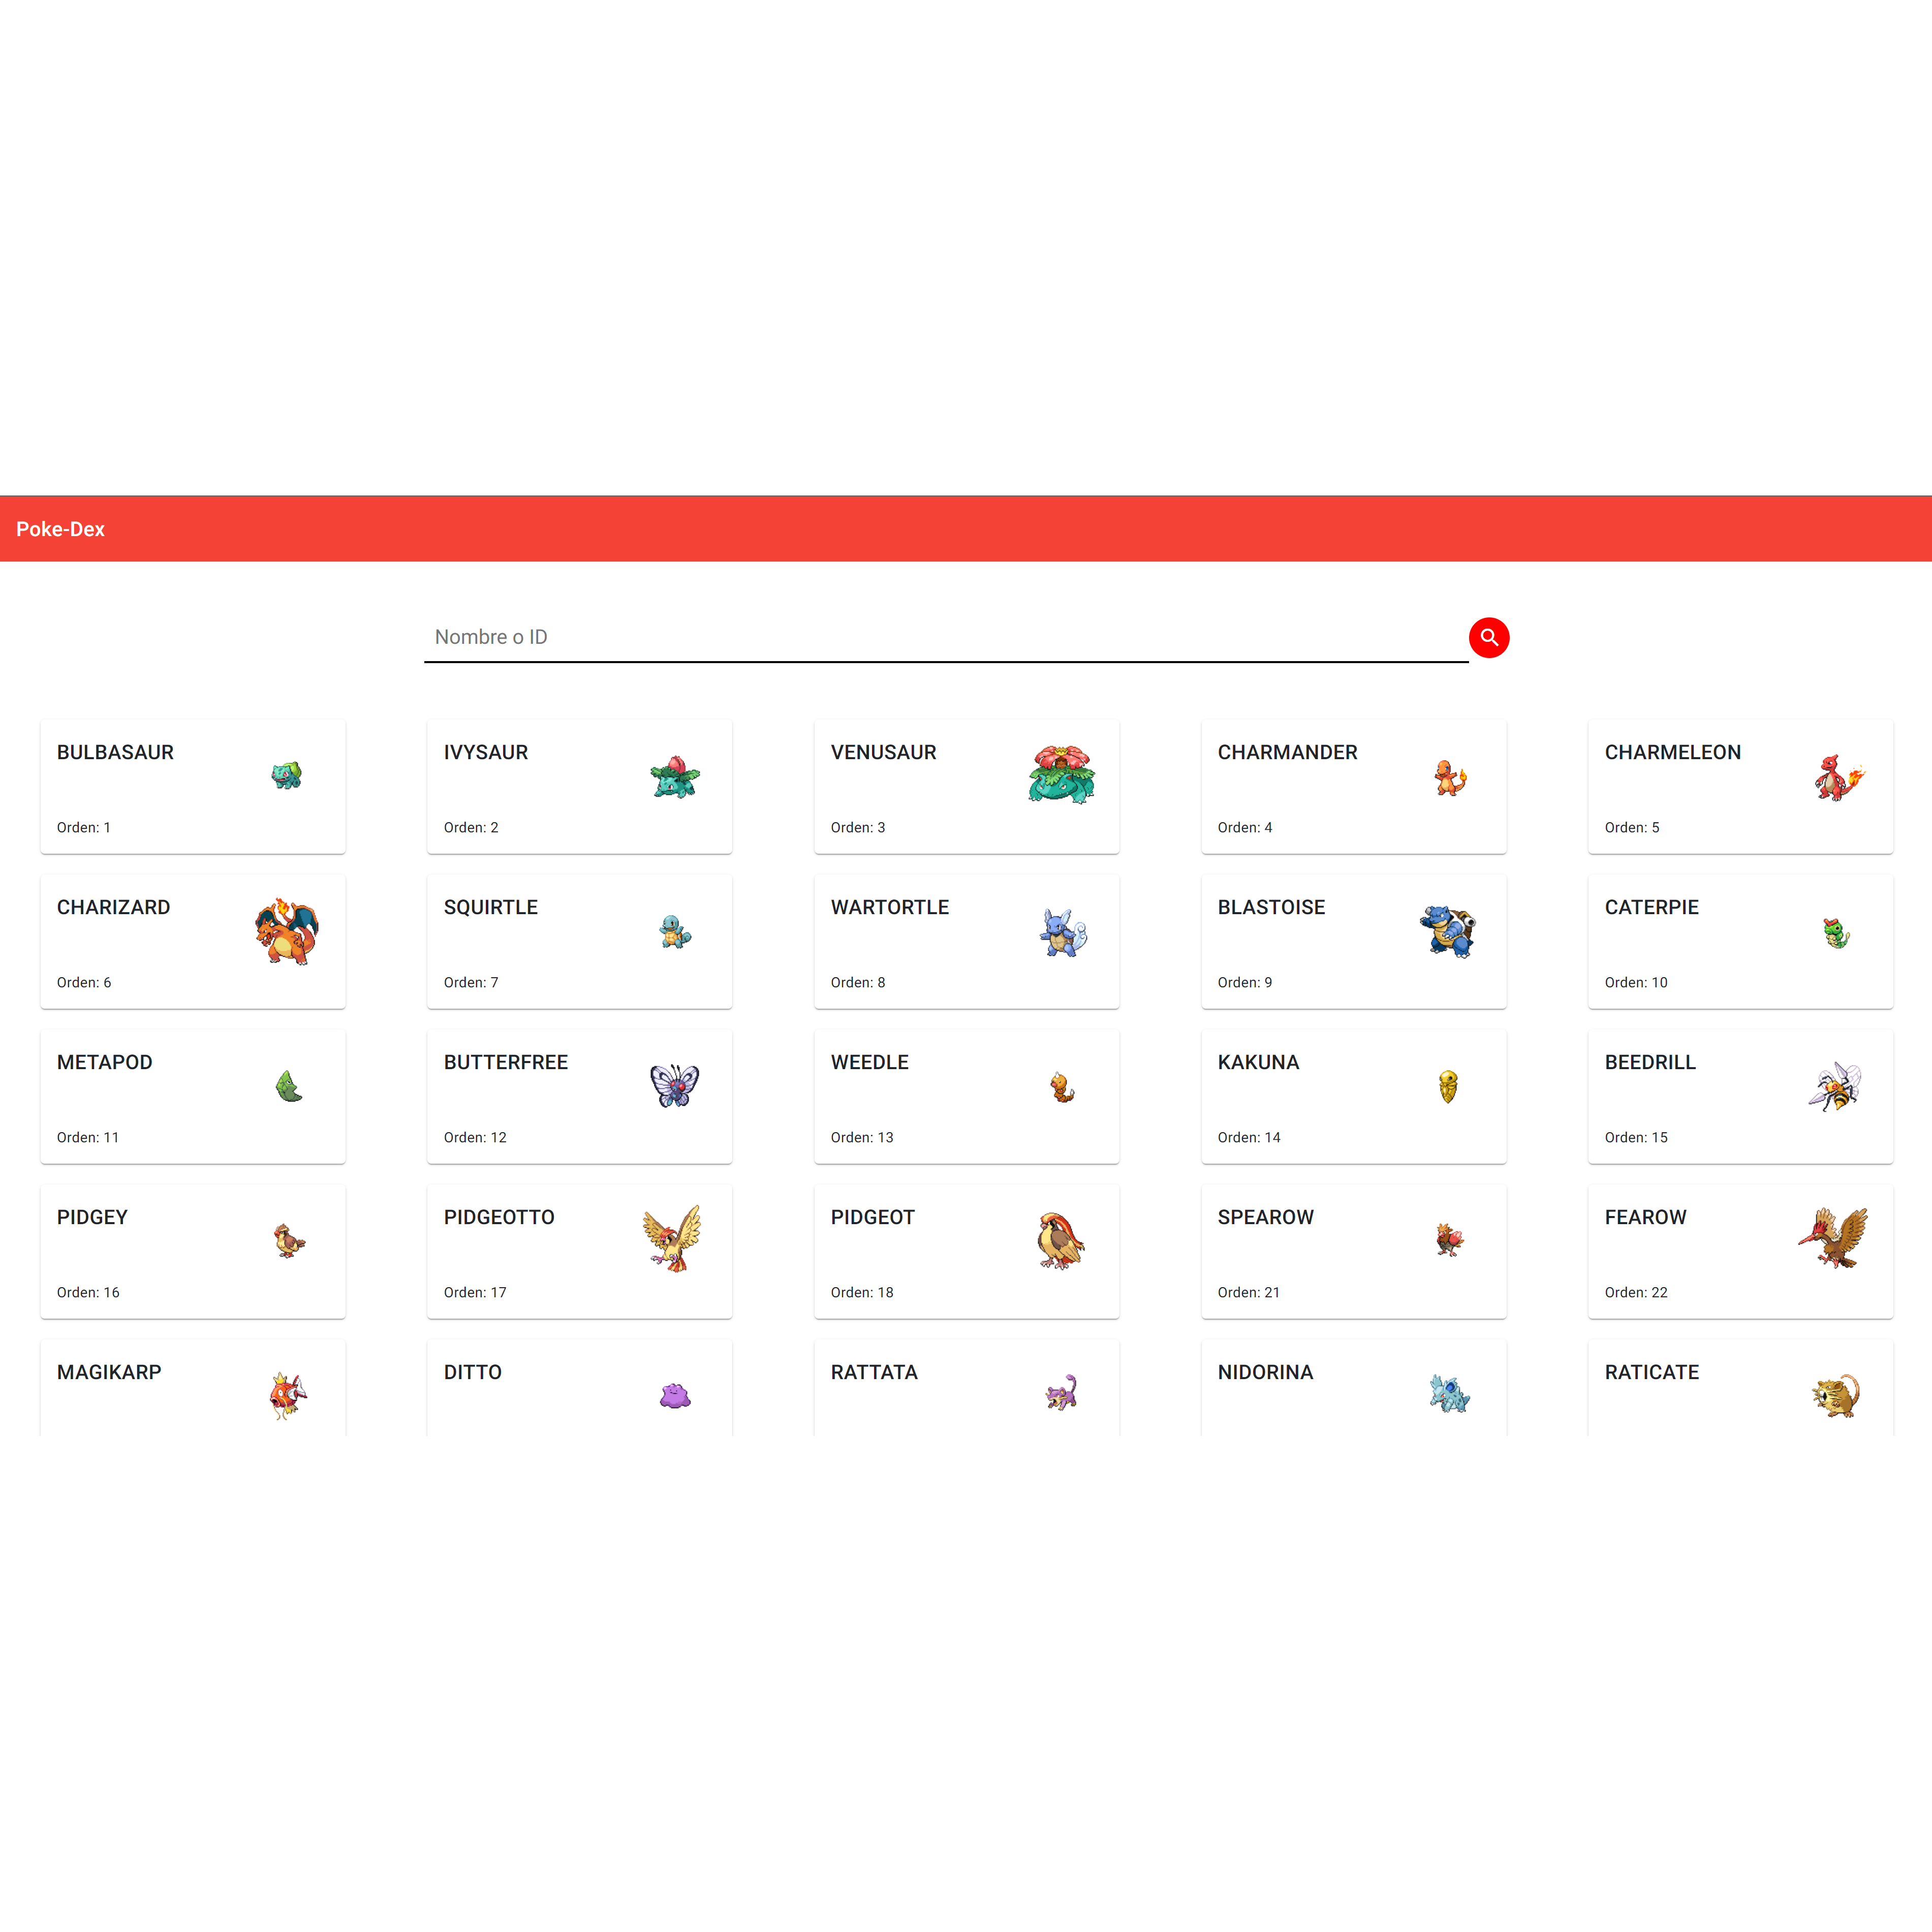 Poke-Dex
Nombre o ID
BULBASAUR
Orden: 1
IVYSAUR
Orden: 2
VENUSAUR
Orden: 3
CHARMANDER
Orden: 4
CHARMELEON
Orden: 5
CHARIZARD
Orden: 6
SQUIRTLE
Orden: 7
WARTORTLE
Orden: 8
BLASTOISE
Orden: 9
CATERPIE
Orden: 10
METAPOD
Orden: 11
BUTTERFREE
Orden: 12
WEEDLE
Orden: 13
KAKUNA
Orden: 14
BEEDRILL
Orden: 15
PIDGEY
Orden: 16
PIDGEOTTO
Orden: 17
PIDGEOT
Orden: 18
SPEAROW
Orden: 21
FEAROW
Orden: 22
MAGIKARP
DITTO
RATTATA
NIDORINA
RATICATE